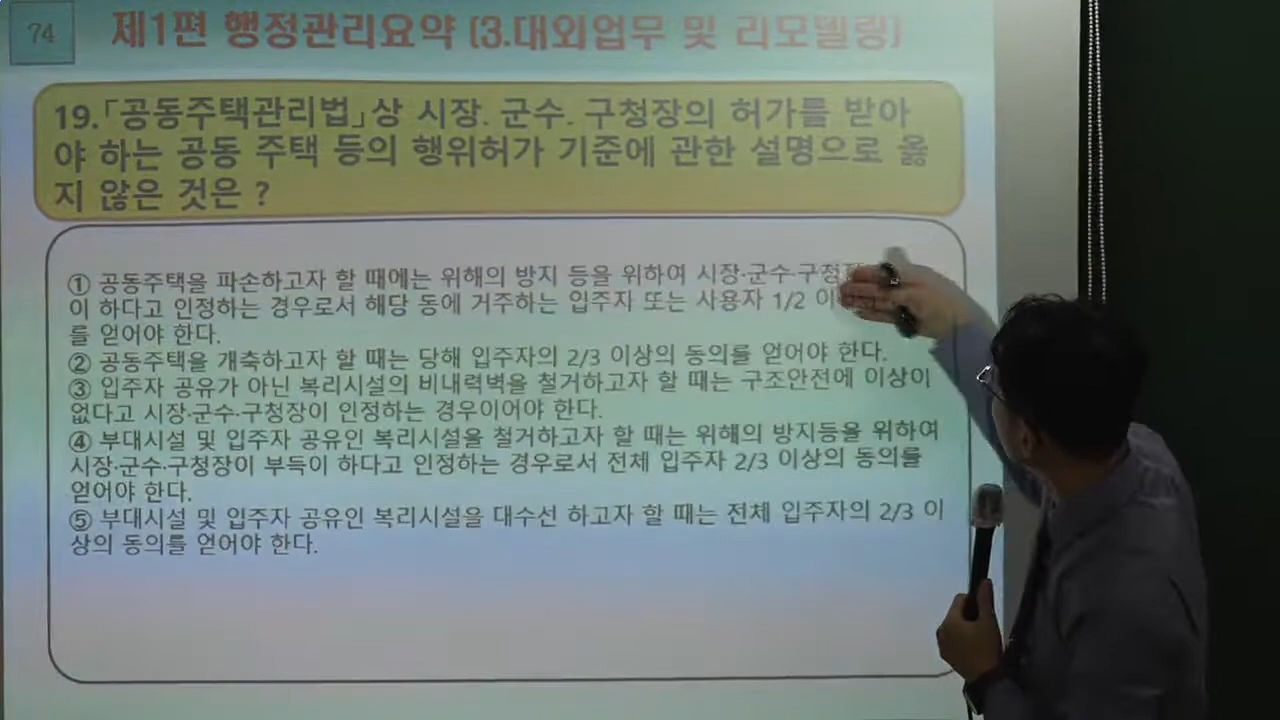 74
제1편 행정관리요약 (3.대외업무 및 리모델링)
19.「공동주택관리법」상 시장. 군수. 구청장의 허가를 받아
야 하는 공동 주택 등의 행위허가 기준에 관한 설명으로 옳
지 않은 것은 ?
① 공동주택을 파손하고자 할 때에는 위해의 방지 등을 위하여 시장·군수·구청
이 하다고 인정하는 경우로서 해당 동에 거주하는 입주자 또는 사용자 1/2
를 얻어야 한다.
② 공동주택을 개축하고자 할 때는 당해 입주자의 2/3 이상의 동의를 얻어야 한다.
③ 입주자 공유가 아닌 복리시설의 비내력벽을 철거하고자 할 때는 구조안전에 이상이
없다고 시장·군수·구청장이 인정하는 경우이어야 한다.
④ 부대시설 및 입주자 공유인 복리시설을 철거하고자 할 때는 위해의 방지등을 위하여
시장·군수·구청장이 부득이 하다고 인정하는 경우로서 전체 입주자 2/3 이상의 동의를
얻어야 한다.
⑤ 부대시설 및 입주자 공유인 복리시설을 대수선 하고자 할 때는 전체 입주자의 2/3 이
상의 동의를 얻어야 한다.